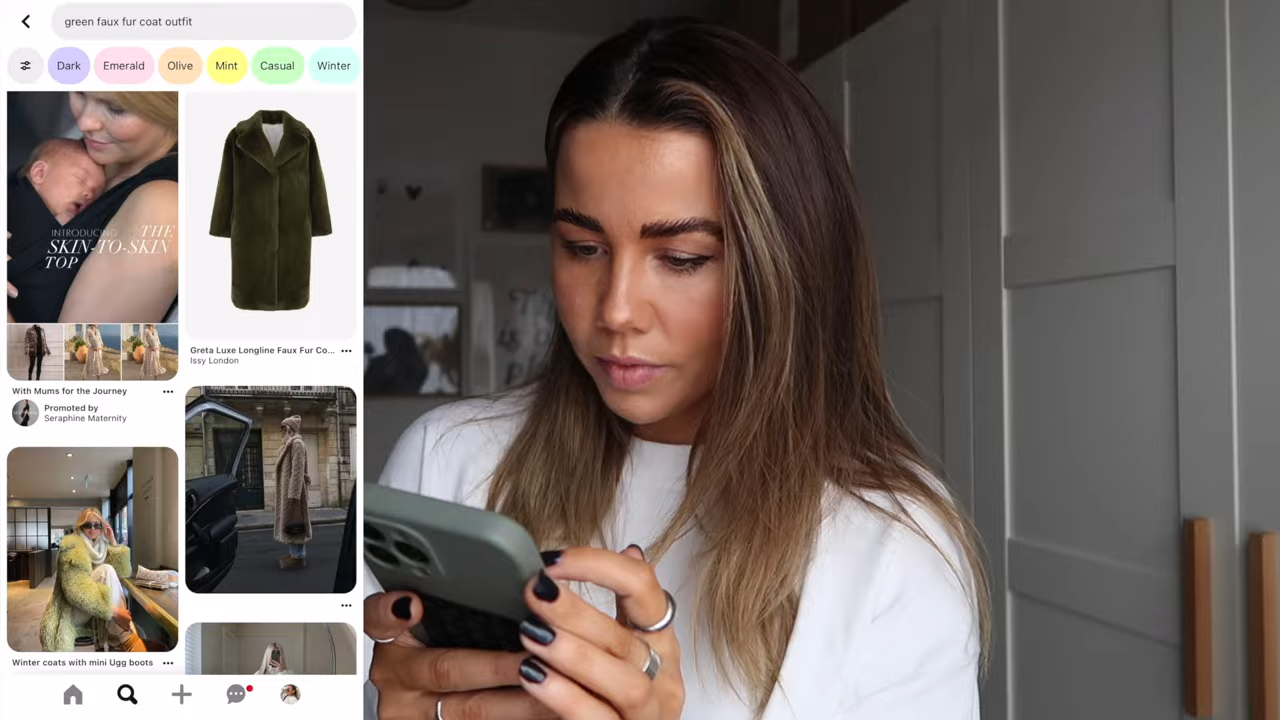 green faux fur coat outfit
Dark
Emerald
Olive
Mint
Casual
Winter
INTRODUCING THE
SKIN-TO-SKIN
TOP
With Mums for the Journey
Promoted by
Seraphine Maternity
Greta Luxe Longline Faux Fur Co...
Issy London
Winter coats with mini Ugg boots